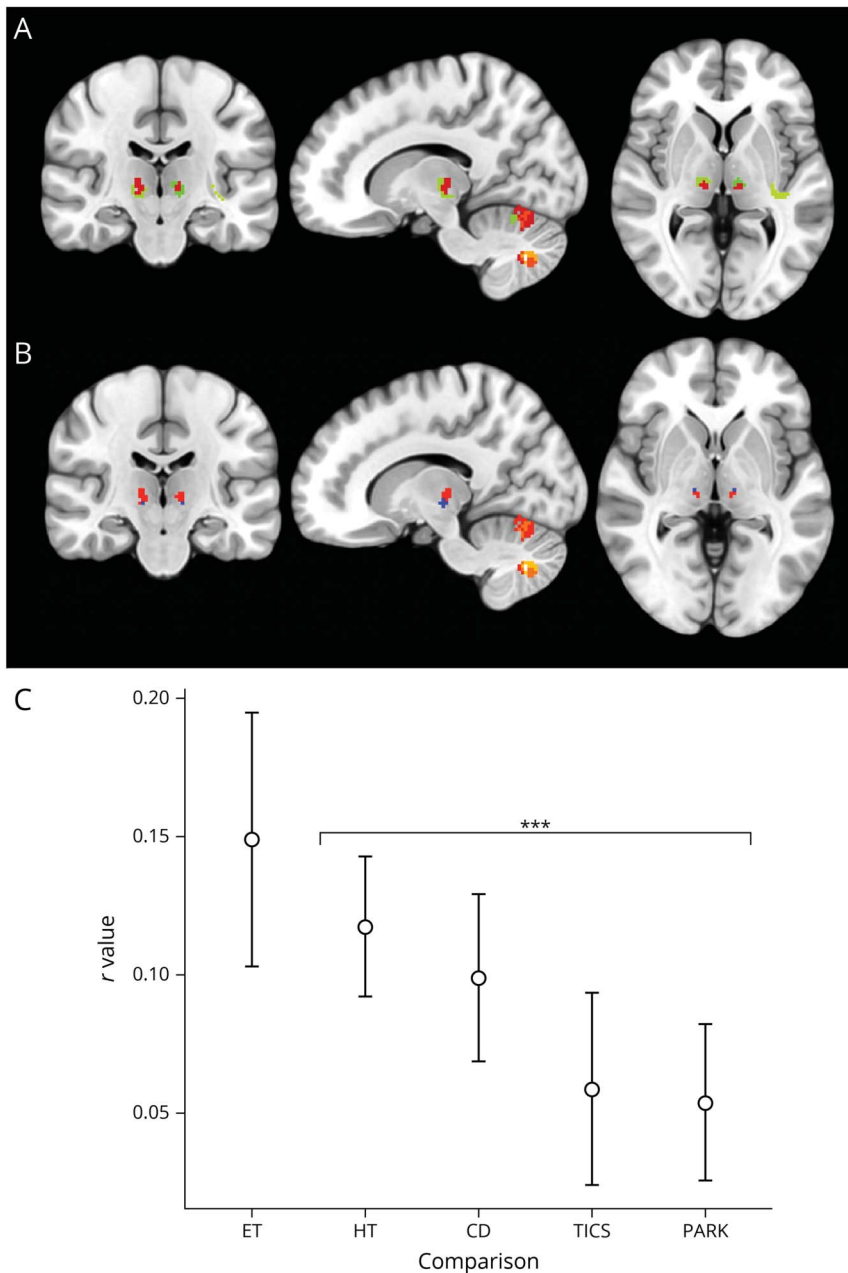 A
B
C
0.20
0.15
0.10
0.05
r value
***
ET HT CD TICS PARK
Comparison